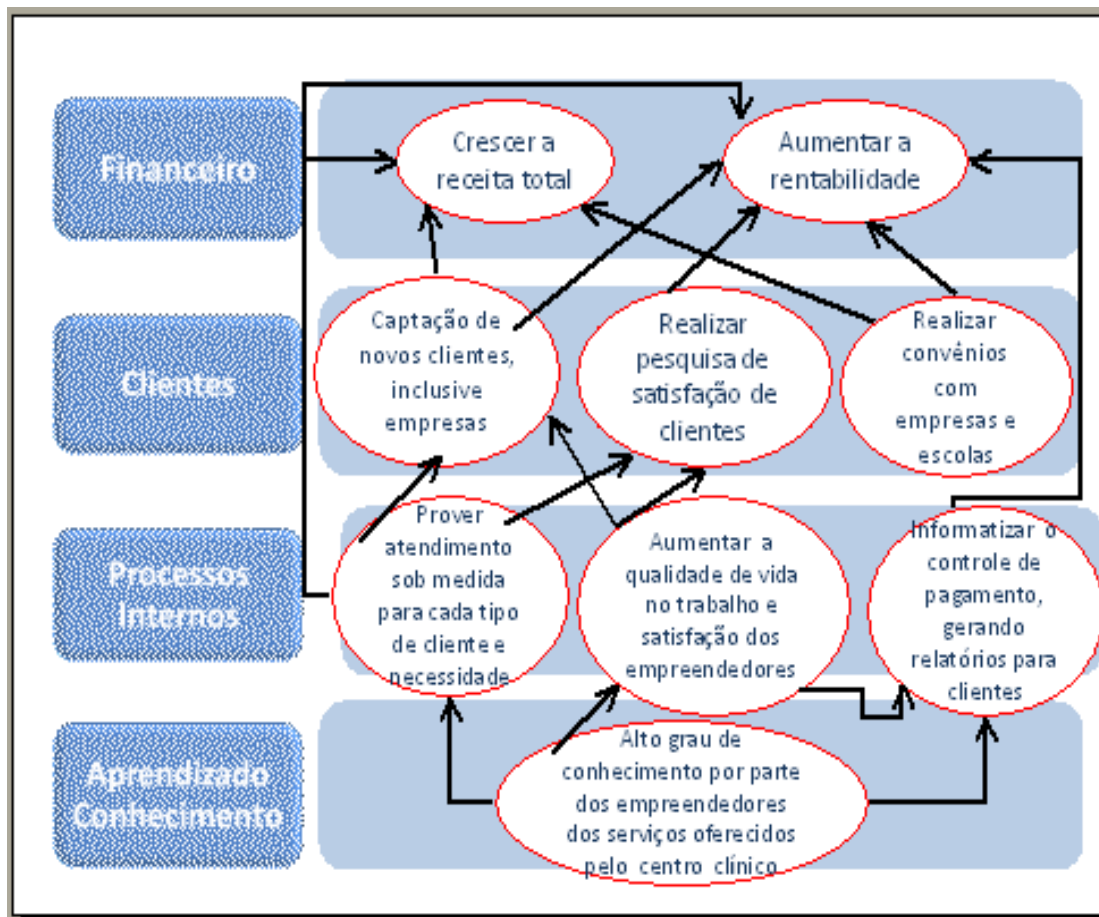 Financeiro
Crescer a
receita total
Aumentar a
rentabilidade
Clientes
Captação de
novos clientes,
inclusive
empresas
Realizar
pesquisa de
satisfação de
clientes
Realizar
convênios
com
empresas e
escolas
Processos
Internos
Prover
atendimento
sob medida
para cada tipo
de cliente e
necessidade
Aumentar a
qualidade de vida
no trabalho e
satisfação dos
empreendedores
Informatizar o
controle de
pagamento,
gerando
relatórios para
clientes
Aprendizado
Conhecimento
Alto grau de
conhecimento por parte
dos empreendedores
dos serviços oferecidos
pelo centro clínico